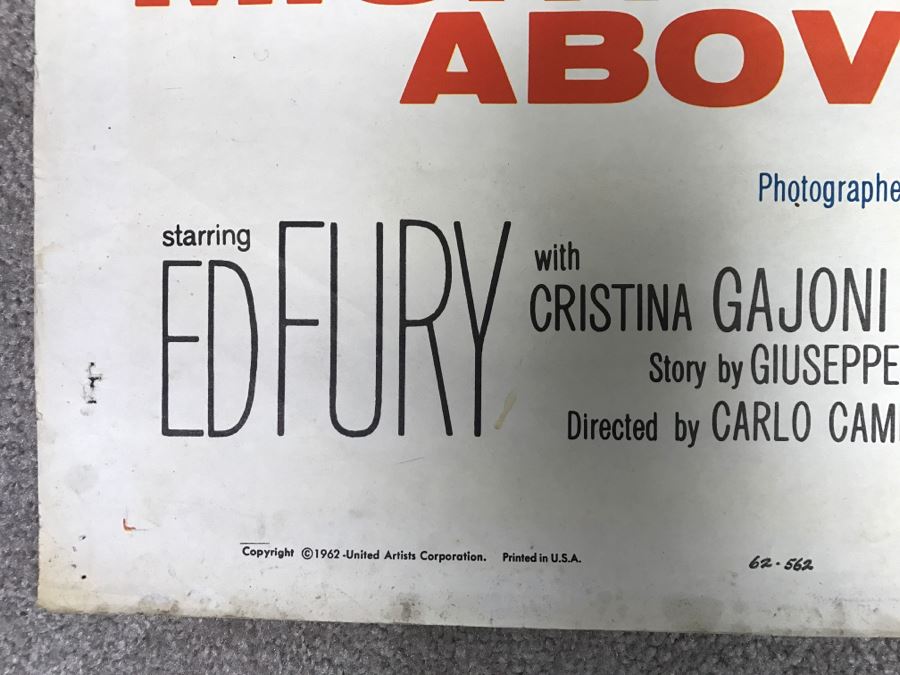 ABOV
Photographe
starring
ED FURY
with
CRISTINA GAJONI
Story by GIUSEPPE
Directed by CARLO CAM
Copyright ©1962-United Artists Corporation. Printed in U.S.A.
62-562